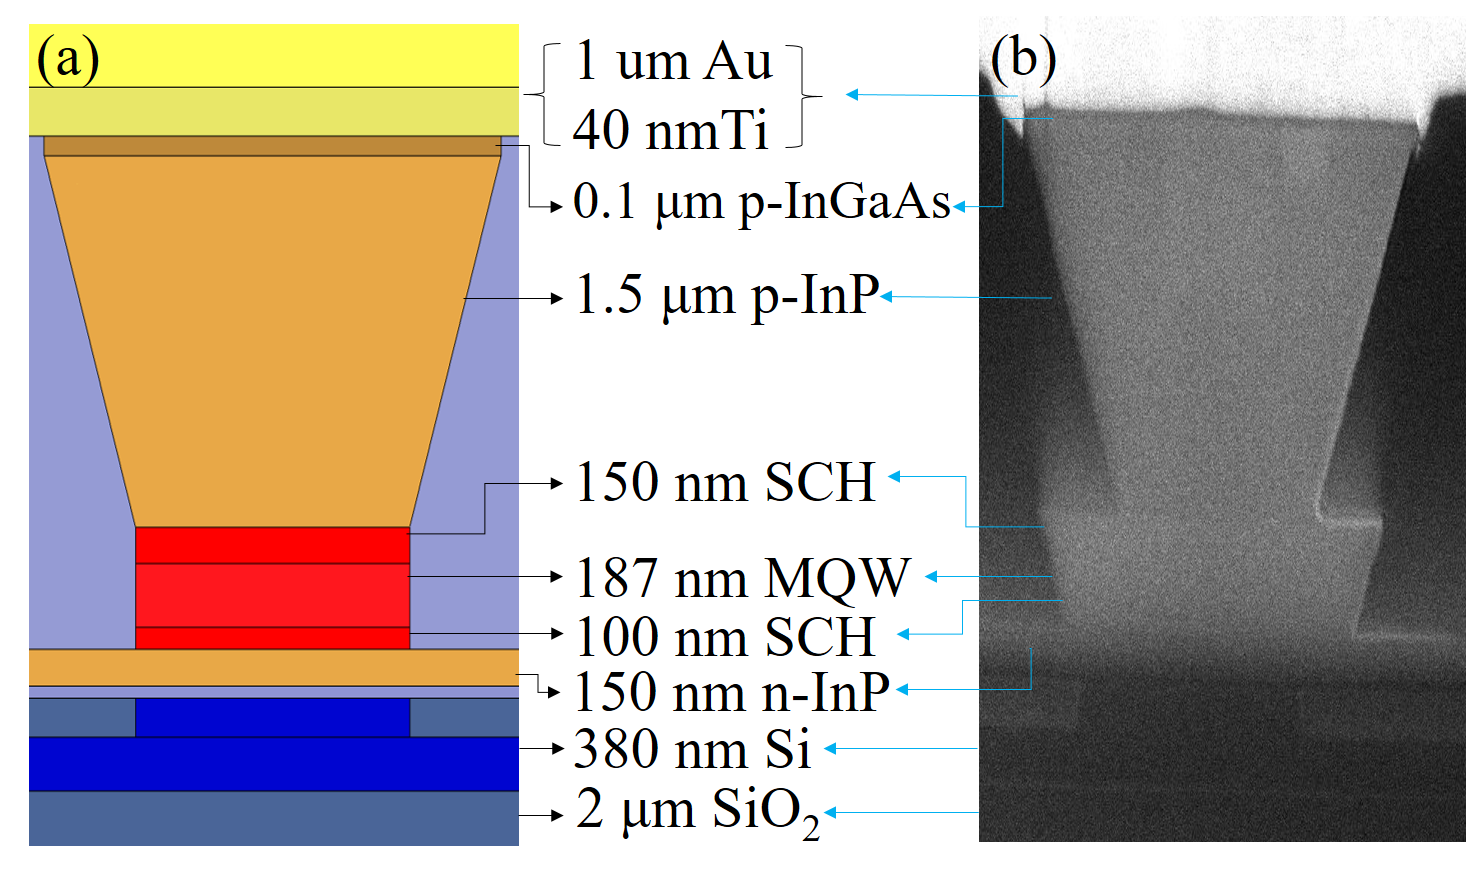 (a)
1 um Au
(b)
40 nmTi
0.1 μm p-InGaAs
1.5 μm p-InP
150 nm SCH
187 nm MQW
100 nm SCH
150 nm n-InP
380 nm Si
2 μm SiO₂